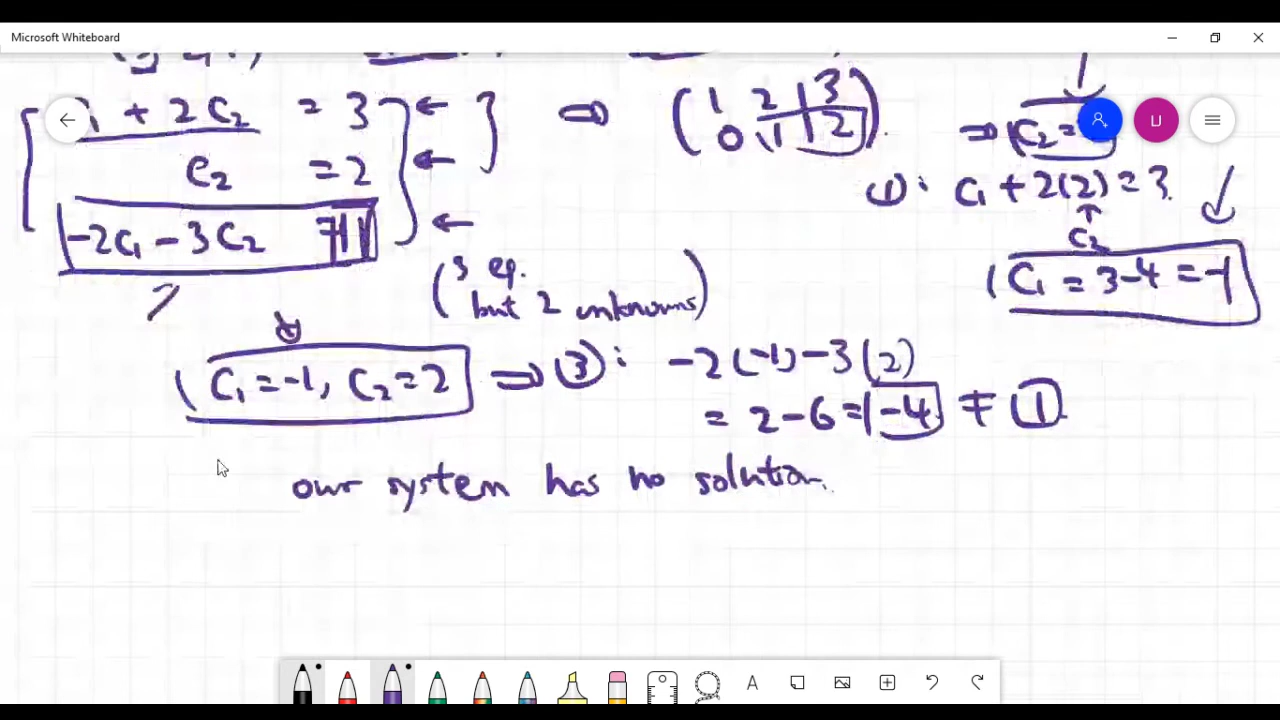 Microsoft Whiteboard
+ 2C₂ = 3
C₂ = 2
-2C₁ - 3C₂
(3 eq.
but 2 unknowns)
⇒ (1 2 | 3
0 1 | 2).
⇒ C₂ =
(1): C₁ + 2(2) = 3.
↑
C₂
C₁ = 3-4 = -1
C₁ = -1, C₂ = 2 ⇒ (3): -2(-1) - 3(2)
= 2 - 6 = -4 ≠ 1.
our system has no solution.
LJ
A